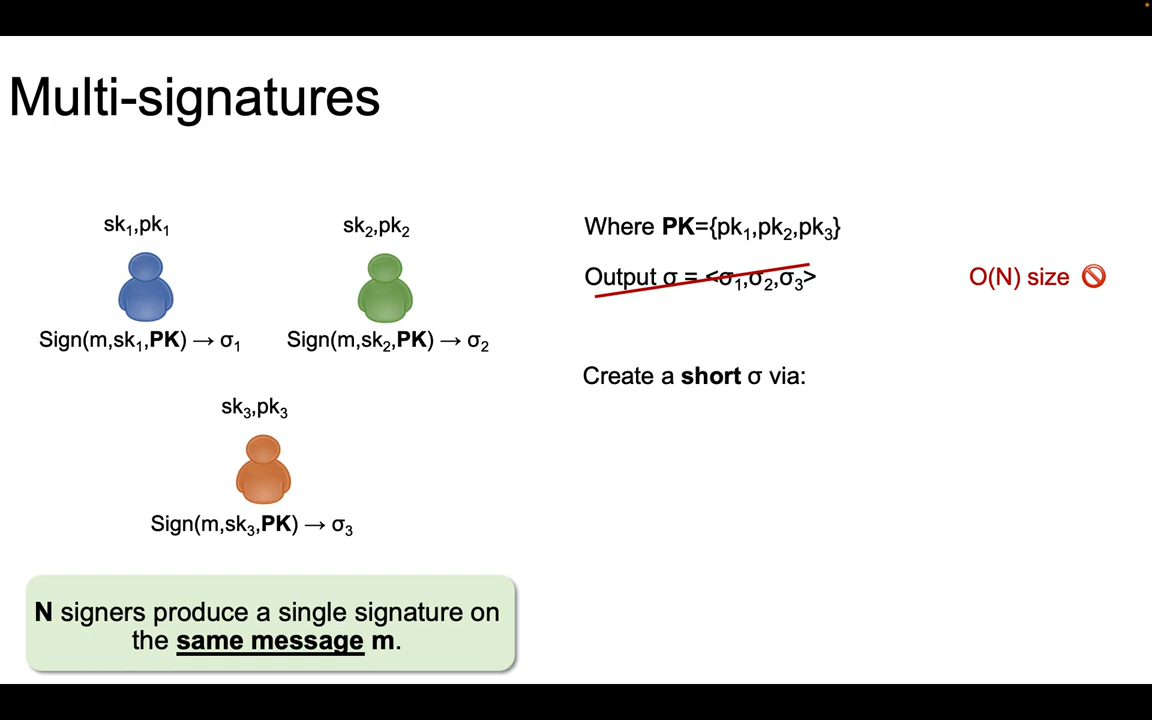 Multi-signatures
sk₁,pk₁
sk₂,pk₂
Sign(m,sk₁,PK) → σ₁
Sign(m,sk₂,PK) → σ₂
sk₃,pk₃
Sign(m,sk₃,PK) → σ₃
N signers produce a single signature on
the same message m.
Where PK={pk₁,pk₂,pk₃}
Output σ = <σ₁,σ₂,σ₃>
O(N) size 🚫
Create a short σ via: